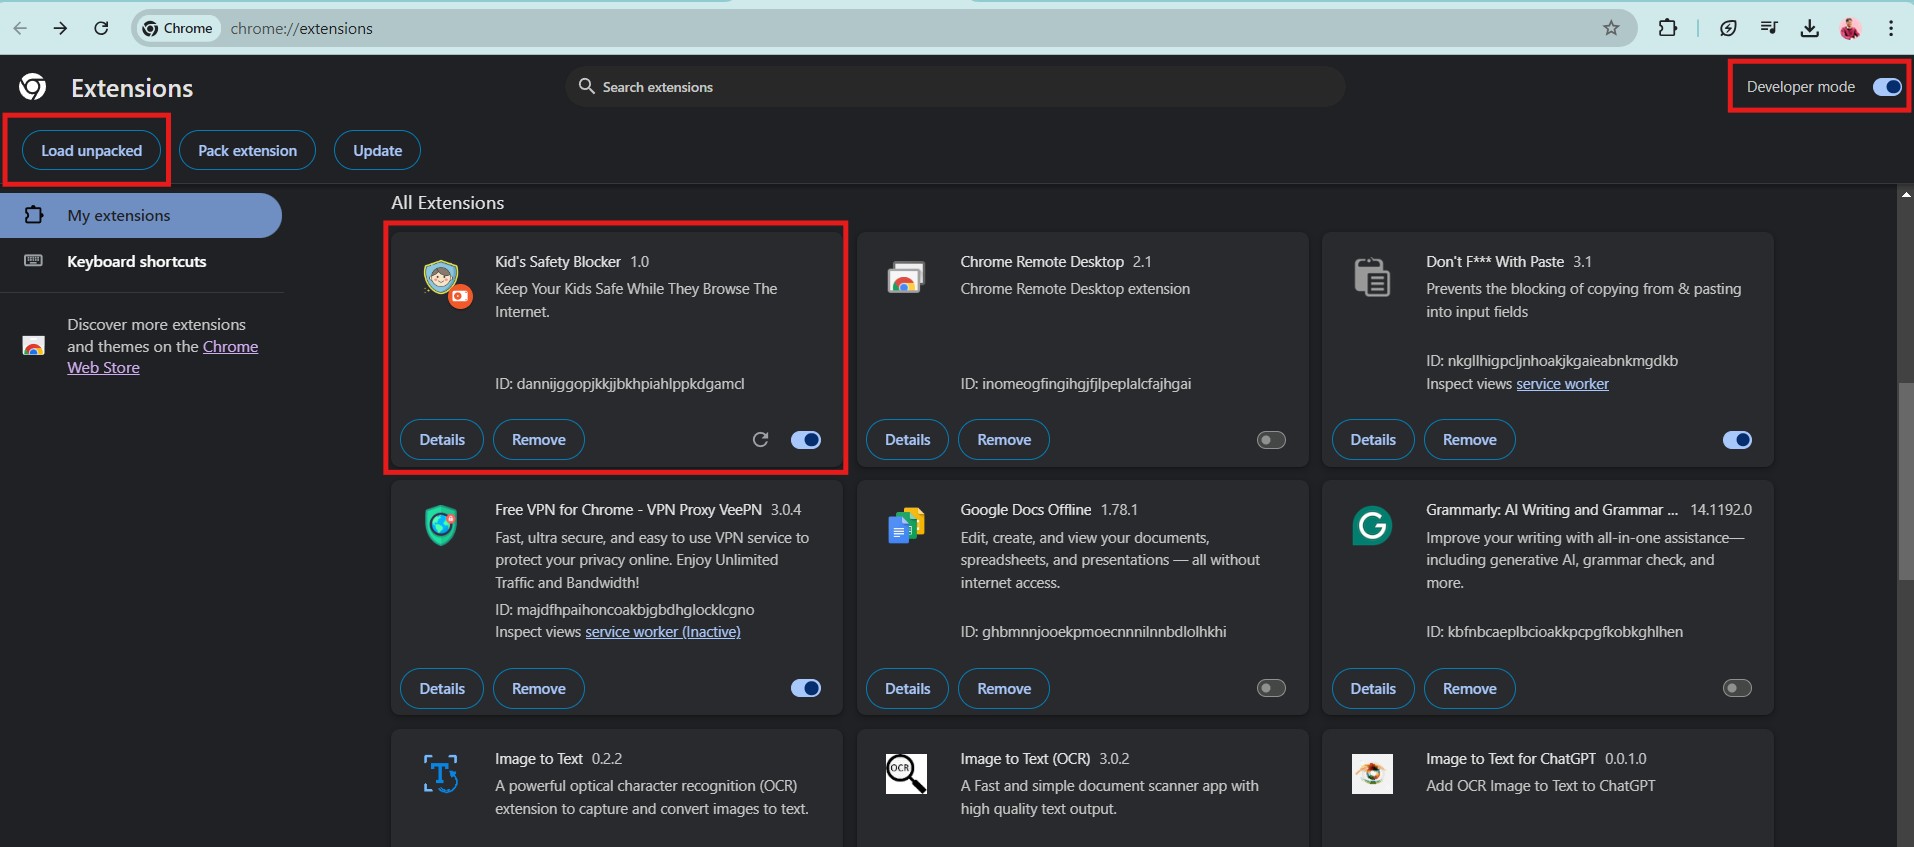 Chrome
chrome://extensions
Extensions
Search extensions
Developer mode
Load unpacked
Pack extension
Update
My extensions
Keyboard shortcuts
Discover more extensions
and themes on the Chrome
Web Store
All Extensions
Kid's Safety Blocker 1.0
Keep Your Kids Safe While They Browse The
Internet.
ID: dannijggopjkkjjbkhpiahlppkdgamcl
Details
Remove
Chrome Remote Desktop 2.1
Chrome Remote Desktop extension
ID: inomeogfingihgjfjlpeplalcfajhgai
Details
Remove
Don't F*** With Paste 3.1
Prevents the blocking of copying from & pasting
into input fields
ID: nkgllhigpcljnhoakjkgaieabnkmgdkb
Inspect views service worker
Details
Remove
Free VPN for Chrome - VPN Proxy VeePN 3.0.4
Fast, ultra secure, and easy to use VPN service to
protect your privacy online. Enjoy Unlimited
Traffic and Bandwidth!
ID: majdfhpaihoncoakbjgbdhglocklcgno
Inspect views service worker (Inactive)
Details
Remove
Google Docs Offline 1.78.1
Edit, create, and view your documents,
spreadsheets, and presentations — all without
internet access.
ID: ghbmnnjooekpmoecnnnilnnbdlolhkhi
Details
Remove
Grammarly: AI Writing and Grammar ... 14.1192.0
Improve your writing with all-in-one assistance—
including generative AI, grammar check, and
more.
ID: kbfnbcaeplbcioakkpcpgfkobkghlhen
Details
Remove
Image to Text 0.2.2
A powerful optical character recognition (OCR)
extension to capture and convert images to text.
OCR
Image to Text (OCR) 3.0.2
A Fast and simple document scanner app with
high quality text output.
Image to Text for ChatGPT 0.0.1.0
Add OCR Image to Text to ChatGPT